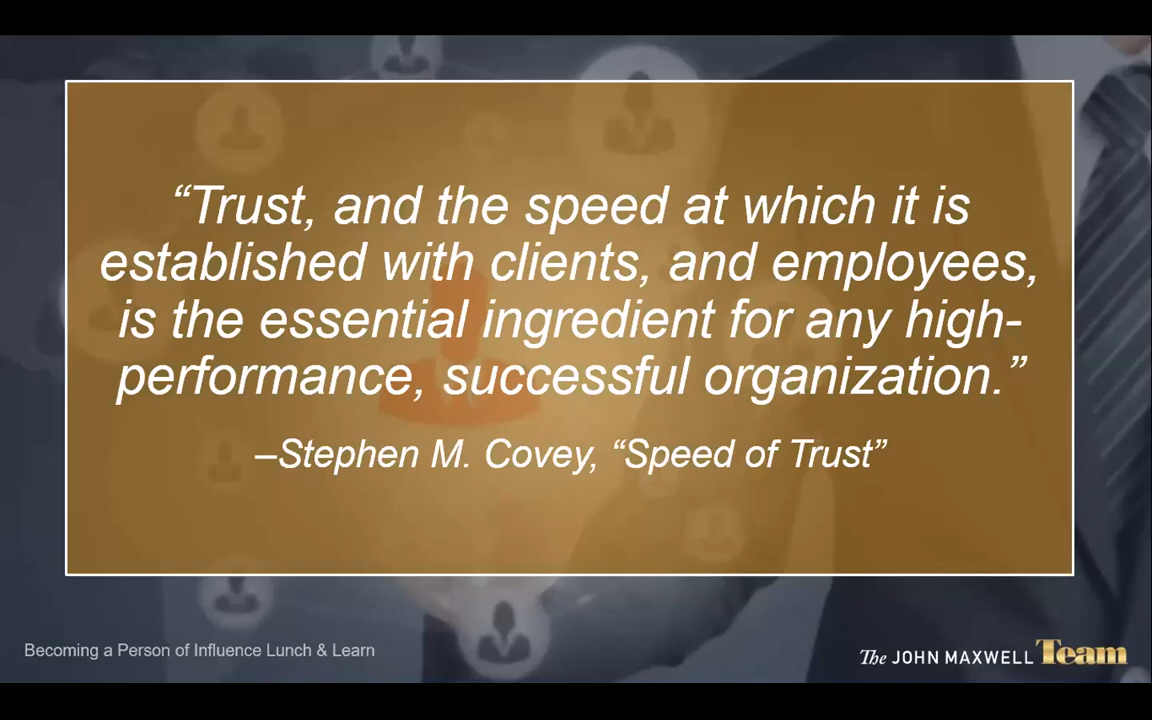 “Trust, and the speed at which it is
established with clients, and employees,
is the essential ingredient for any high-
performance, successful organization.”
–Stephen M. Covey, “Speed of Trust”
Becoming a Person of Influence Lunch & Learn
The JOHN MAXWELL Team